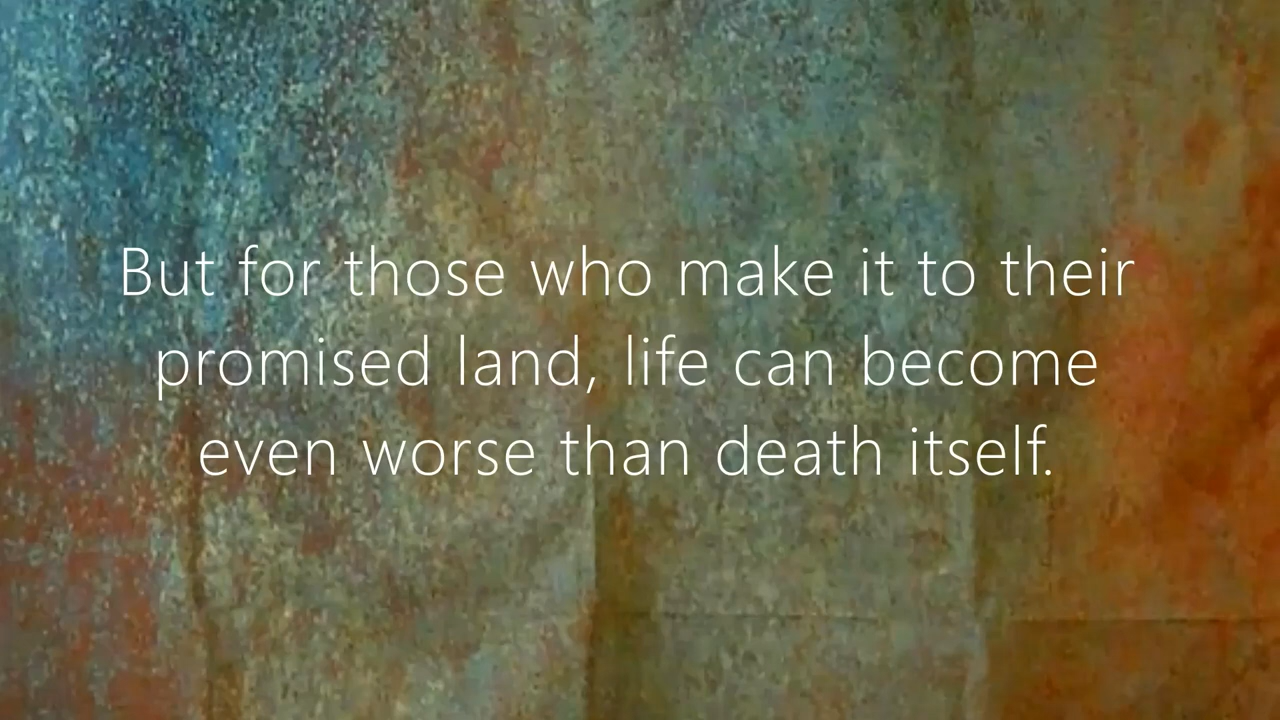 But for those who make it to their
promised land, life can become
even worse than death itself.